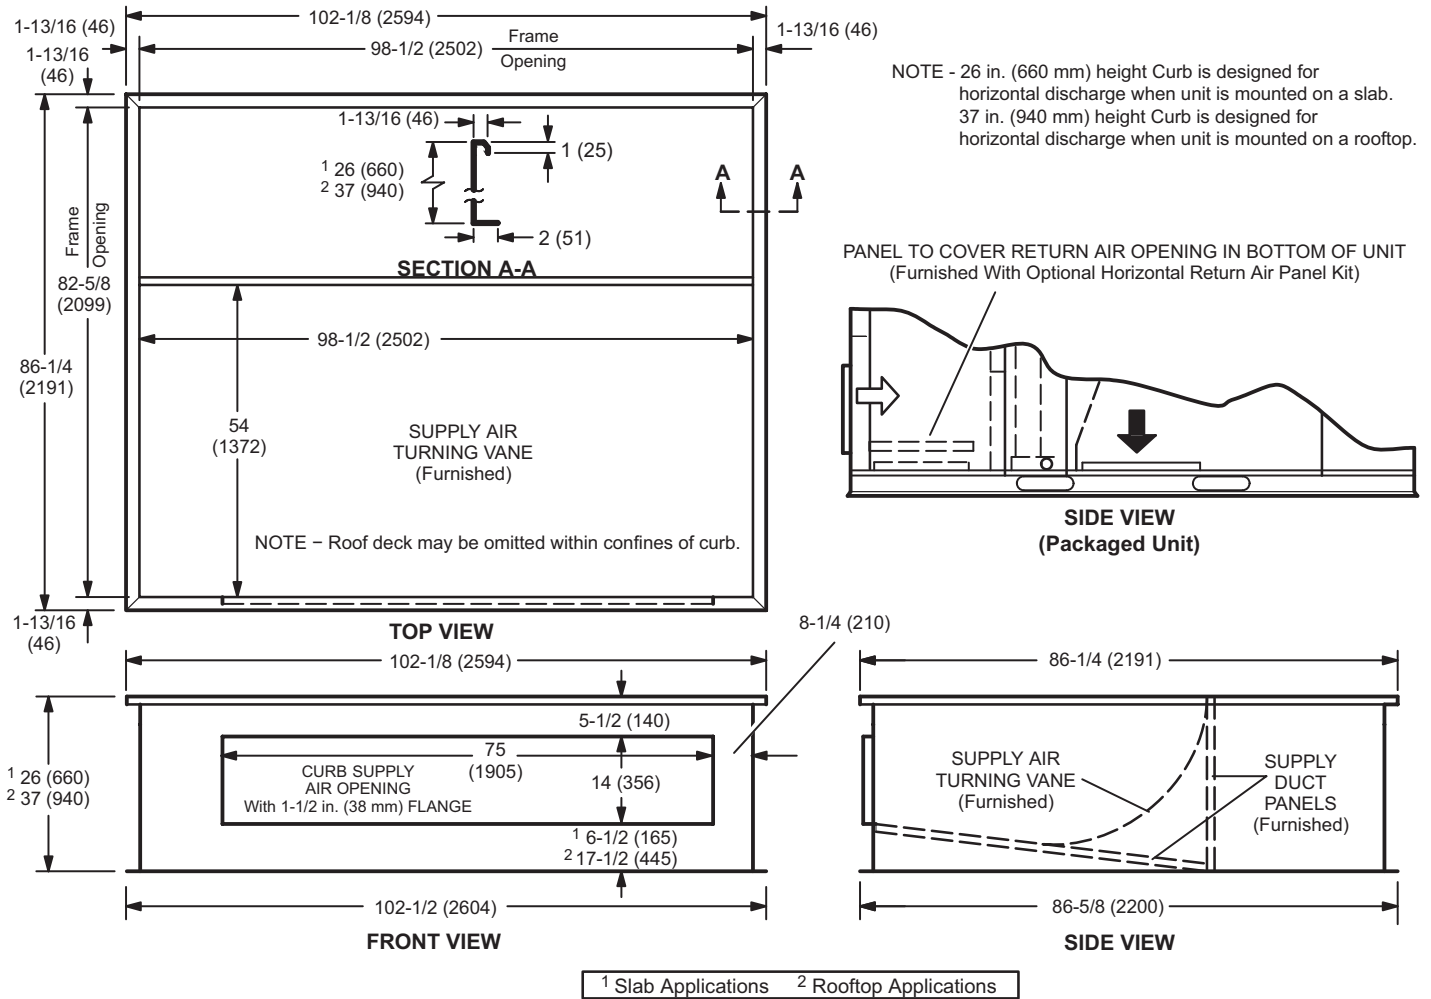 102-1/8 (2594)
1-13/16 (46)
98-1/2 (2502)
Frame
Opening
1-13/16 (46)
1-13/16
(46)
NOTE - 26 in. (660 mm) height Curb is designed for
horizontal discharge when unit is mounted on a slab.
37 in. (940 mm) height Curb is designed for
horizontal discharge when unit is mounted on a rooftop.
1-13/16 (46)
1 (25)
1 26 (660)
2 37 (940)
2 (51)
SECTION A-A
A
A
Frame
Opening
82-5/8
(2099)
86-1/4
(2191)
98-1/2 (2502)
54
(1372)
SUPPLY AIR
TURNING VANE
(Furnished)
NOTE – Roof deck may be omitted within confines of curb.
1-13/16
(46)
TOP VIEW
PANEL TO COVER RETURN AIR OPENING IN BOTTOM OF UNIT
(Furnished With Optional Horizontal Return Air Panel Kit)
SIDE VIEW
(Packaged Unit)
102-1/8 (2594)
8-1/4 (210)
5-1/2 (140)
75
(1905)
14 (356)
CURB SUPPLY
AIR OPENING
With 1-1/2 in. (38 mm) FLANGE
1 26 (660)
2 37 (940)
1 6-1/2 (165)
2 17-1/2 (445)
102-1/2 (2604)
FRONT VIEW
86-1/4 (2191)
SUPPLY AIR
TURNING VANE
(Furnished)
SUPPLY
DUCT
PANELS
(Furnished)
86-5/8 (2200)
SIDE VIEW
1 Slab Applications 2 Rooftop Applications